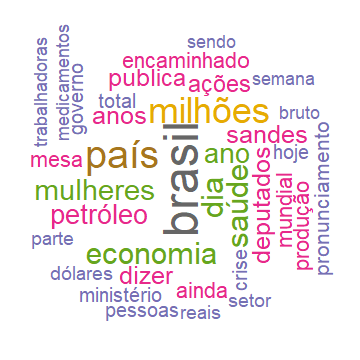 sendo
encaminhado
publica
ações
semana
trabalhadoras
medicamentos
governo
total
anos
milhões
bruto
sandes
mesa
país
brasil
ano
hoje
mulheres
dia
saúde
deputados
mundial
produção
pronunciamento
petróleo
parte
economia
crise
dólares
dizer
ministério
ainda
setor
pessoas
reais